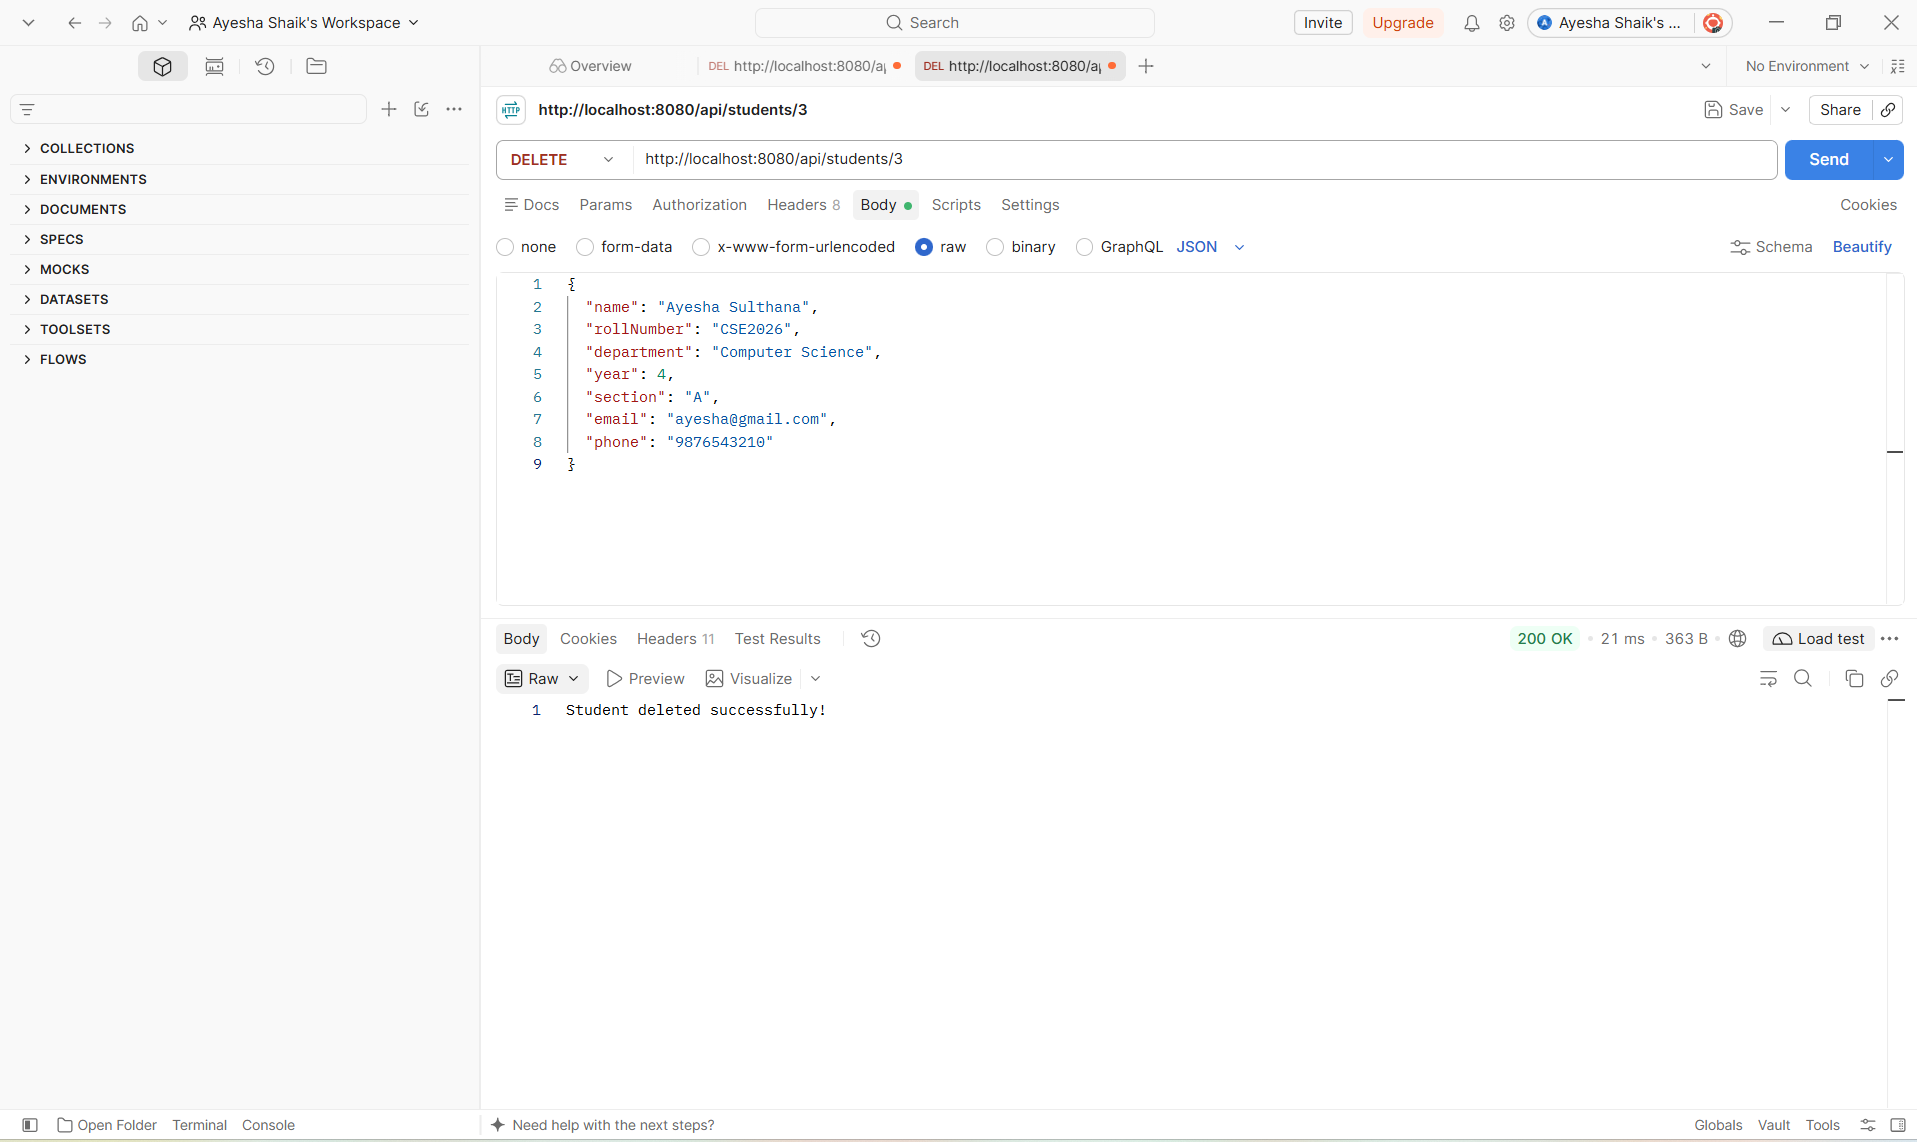 Ayesha Shaik's Workspace
Search
Invite
Upgrade
Ayesha Shaik's ...
Overview
DEL http://localhost:8080/a
DEL http://localhost:8080/a
No Environment
HTTP http://localhost:8080/api/students/3
Save
Share
COLLECTIONS
ENVIRONMENTS
DOCUMENTS
SPECS
MOCKS
DATASETS
TOOLSETS
FLOWS
DELETE http://localhost:8080/api/students/3
Send
Docs Params Authorization Headers 8 Body Scripts Settings Cookies
none form-data x-www-form-urlencoded raw binary GraphQL JSON Schema Beautify
1 {
2 "name": "Ayesha Sulthana",
3 "rollNumber": "CSE2026",
4 "department": "Computer Science",
5 "year": 4,
6 "section": "A",
7 "email": "ayesha@gmail.com",
8 "phone": "9876543210"
9 }
Body Cookies Headers 11 Test Results 200 OK • 21 ms • 363 B • Load test
Raw Preview Visualize
1 Student deleted successfully!
Open Folder Terminal Console Need help with the next steps? Globals Vault Tools